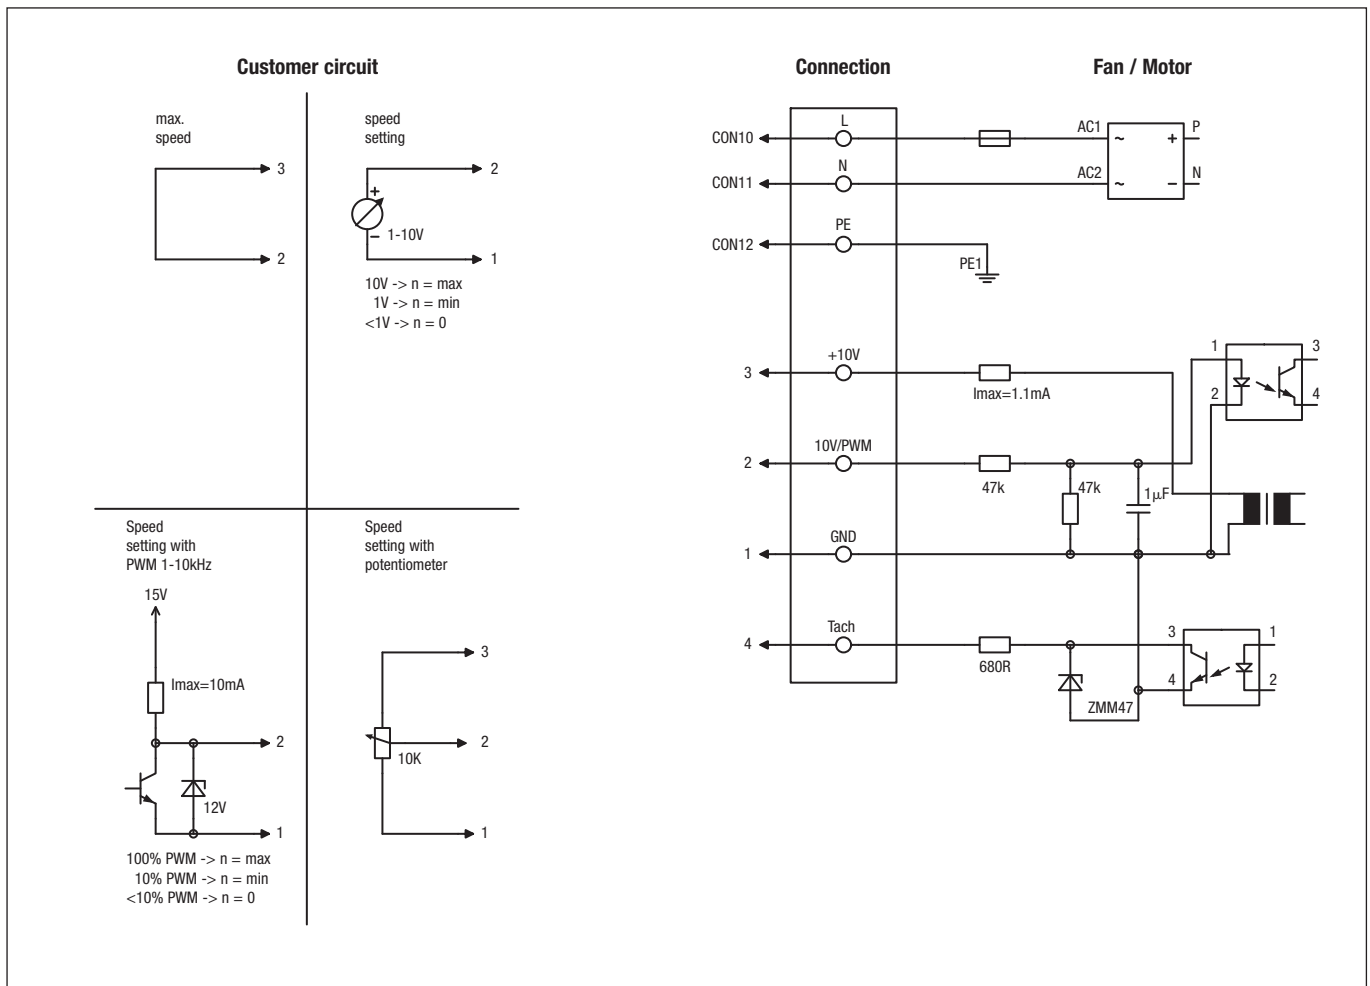 Customer circuit
Connection
Fan / Motor
max.
speed
3
2
speed
setting
2
+
−
1-10V
1
10V -> n = max
1V -> n = min
<1V -> n = 0
Speed
setting with
PWM 1-10kHz
15V
Imax=10mA
2
12V
1
100% PWM -> n = max
10% PWM -> n = min
<10% PWM -> n = 0
Speed
setting with
potentiometer
3
2
10K
1
CON10
L
AC1
~
+
P
CON11
N
AC2
~
−
N
CON12
PE
PE1
3
+10V
Imax=1.1mA
1
3
2
4
2
10V/PWM
47k
47k
1µF
1
GND
4
Tach
680R
ZMM47
3
1
4
2